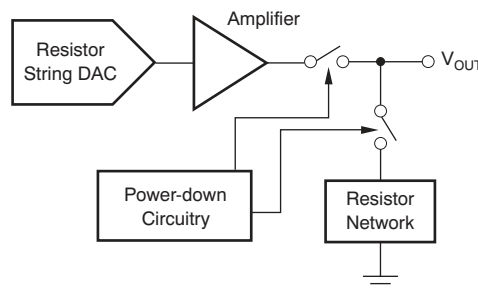 Amplifier
Resistor
String DAC
VOUT
Power-down
Circuitry
Resistor
Network